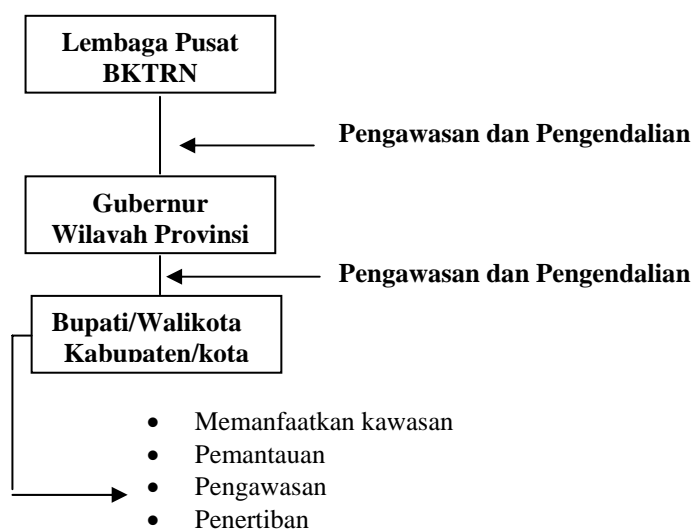 Lembaga Pusat
BKTRN
Pengawasan dan Pengendalian
Gubernur
Wilayah Provinsi
Pengawasan dan Pengendalian
Bupati/Walikota
Kabupaten/kota
• Memanfaatkan kawasan
• Pemantauan
• Pengawasan
• Penertiban